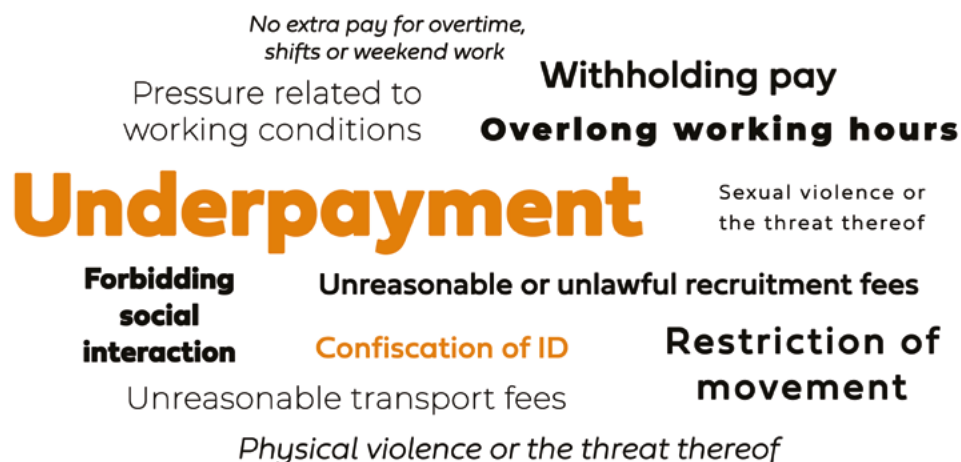 No extra pay for overtime,
shifts or weekend work
Withholding pay
Pressure related to
working conditions
Overlong working hours
Underpayment
Sexual violence or
the threat thereof
Forbidding
social
interaction
Unreasonable or unlawful recruitment fees
Confiscation of ID
Restriction of
movement
Unreasonable transport fees
Physical violence or the threat thereof